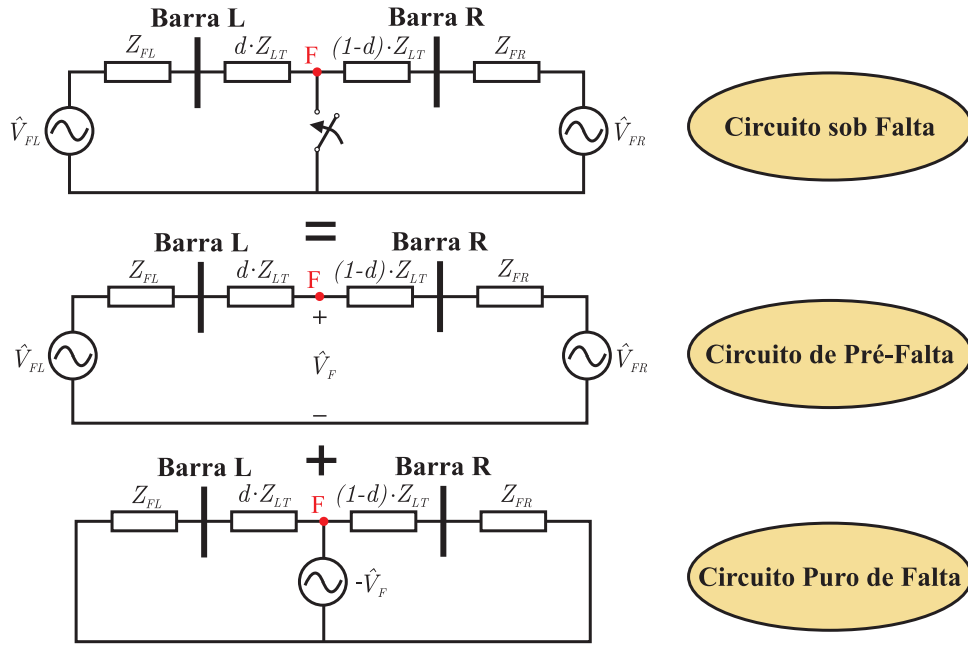 Barra L
Barra R
Z_FL
d·Z_LT
F
(1-d)·Z_LT
Z_FR
V̂_FL
V̂_FR
Circuito sob Falta
=
Barra L
Barra R
Z_FL
d·Z_LT
F
(1-d)·Z_LT
Z_FR
+
V̂_FL
V̂_F
V̂_FR
−
Circuito de Pré-Falta
+
Barra L
Barra R
Z_FL
d·Z_LT
F
(1-d)·Z_LT
Z_FR
-V̂_F
Circuito Puro de Falta